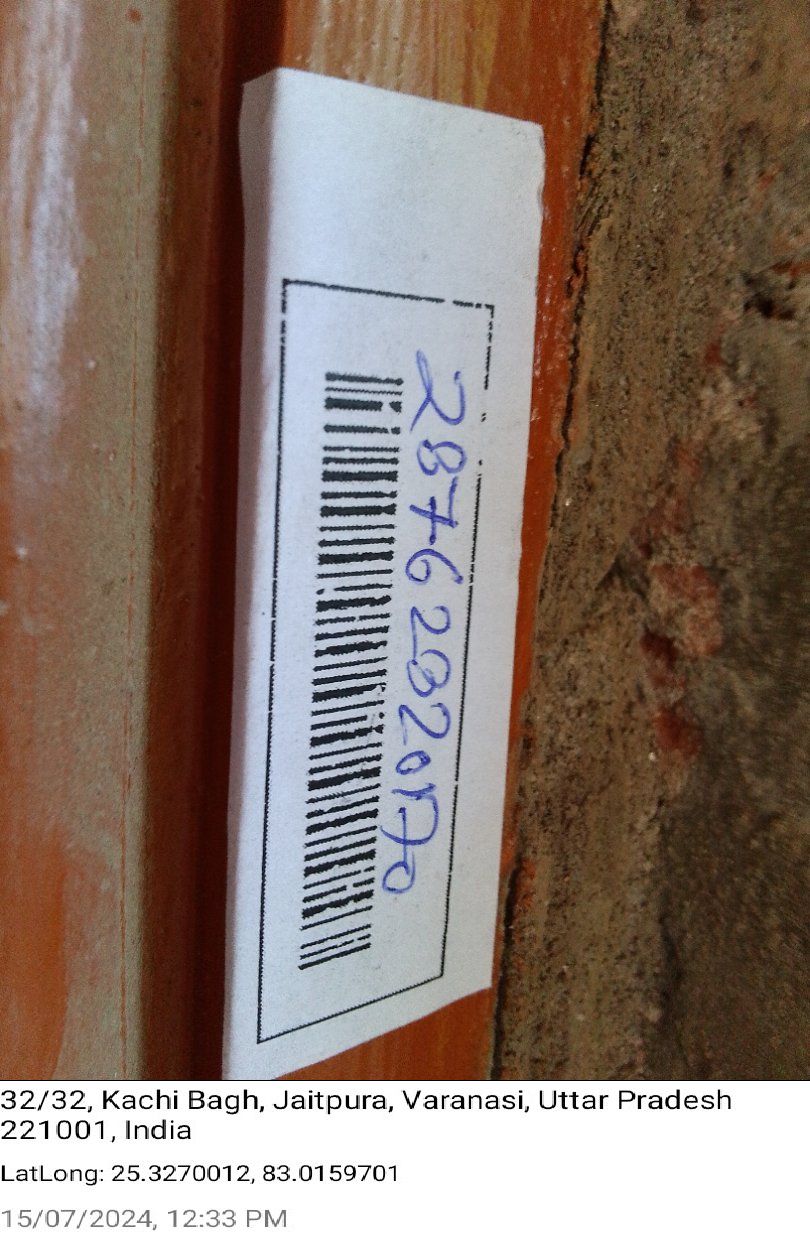 287628320170
32/32, Kachi Bagh, Jaitpura, Varanasi, Uttar Pradesh
221001, India
LatLong: 25.3270012, 83.0159701
15/07/2024, 12:33 PM